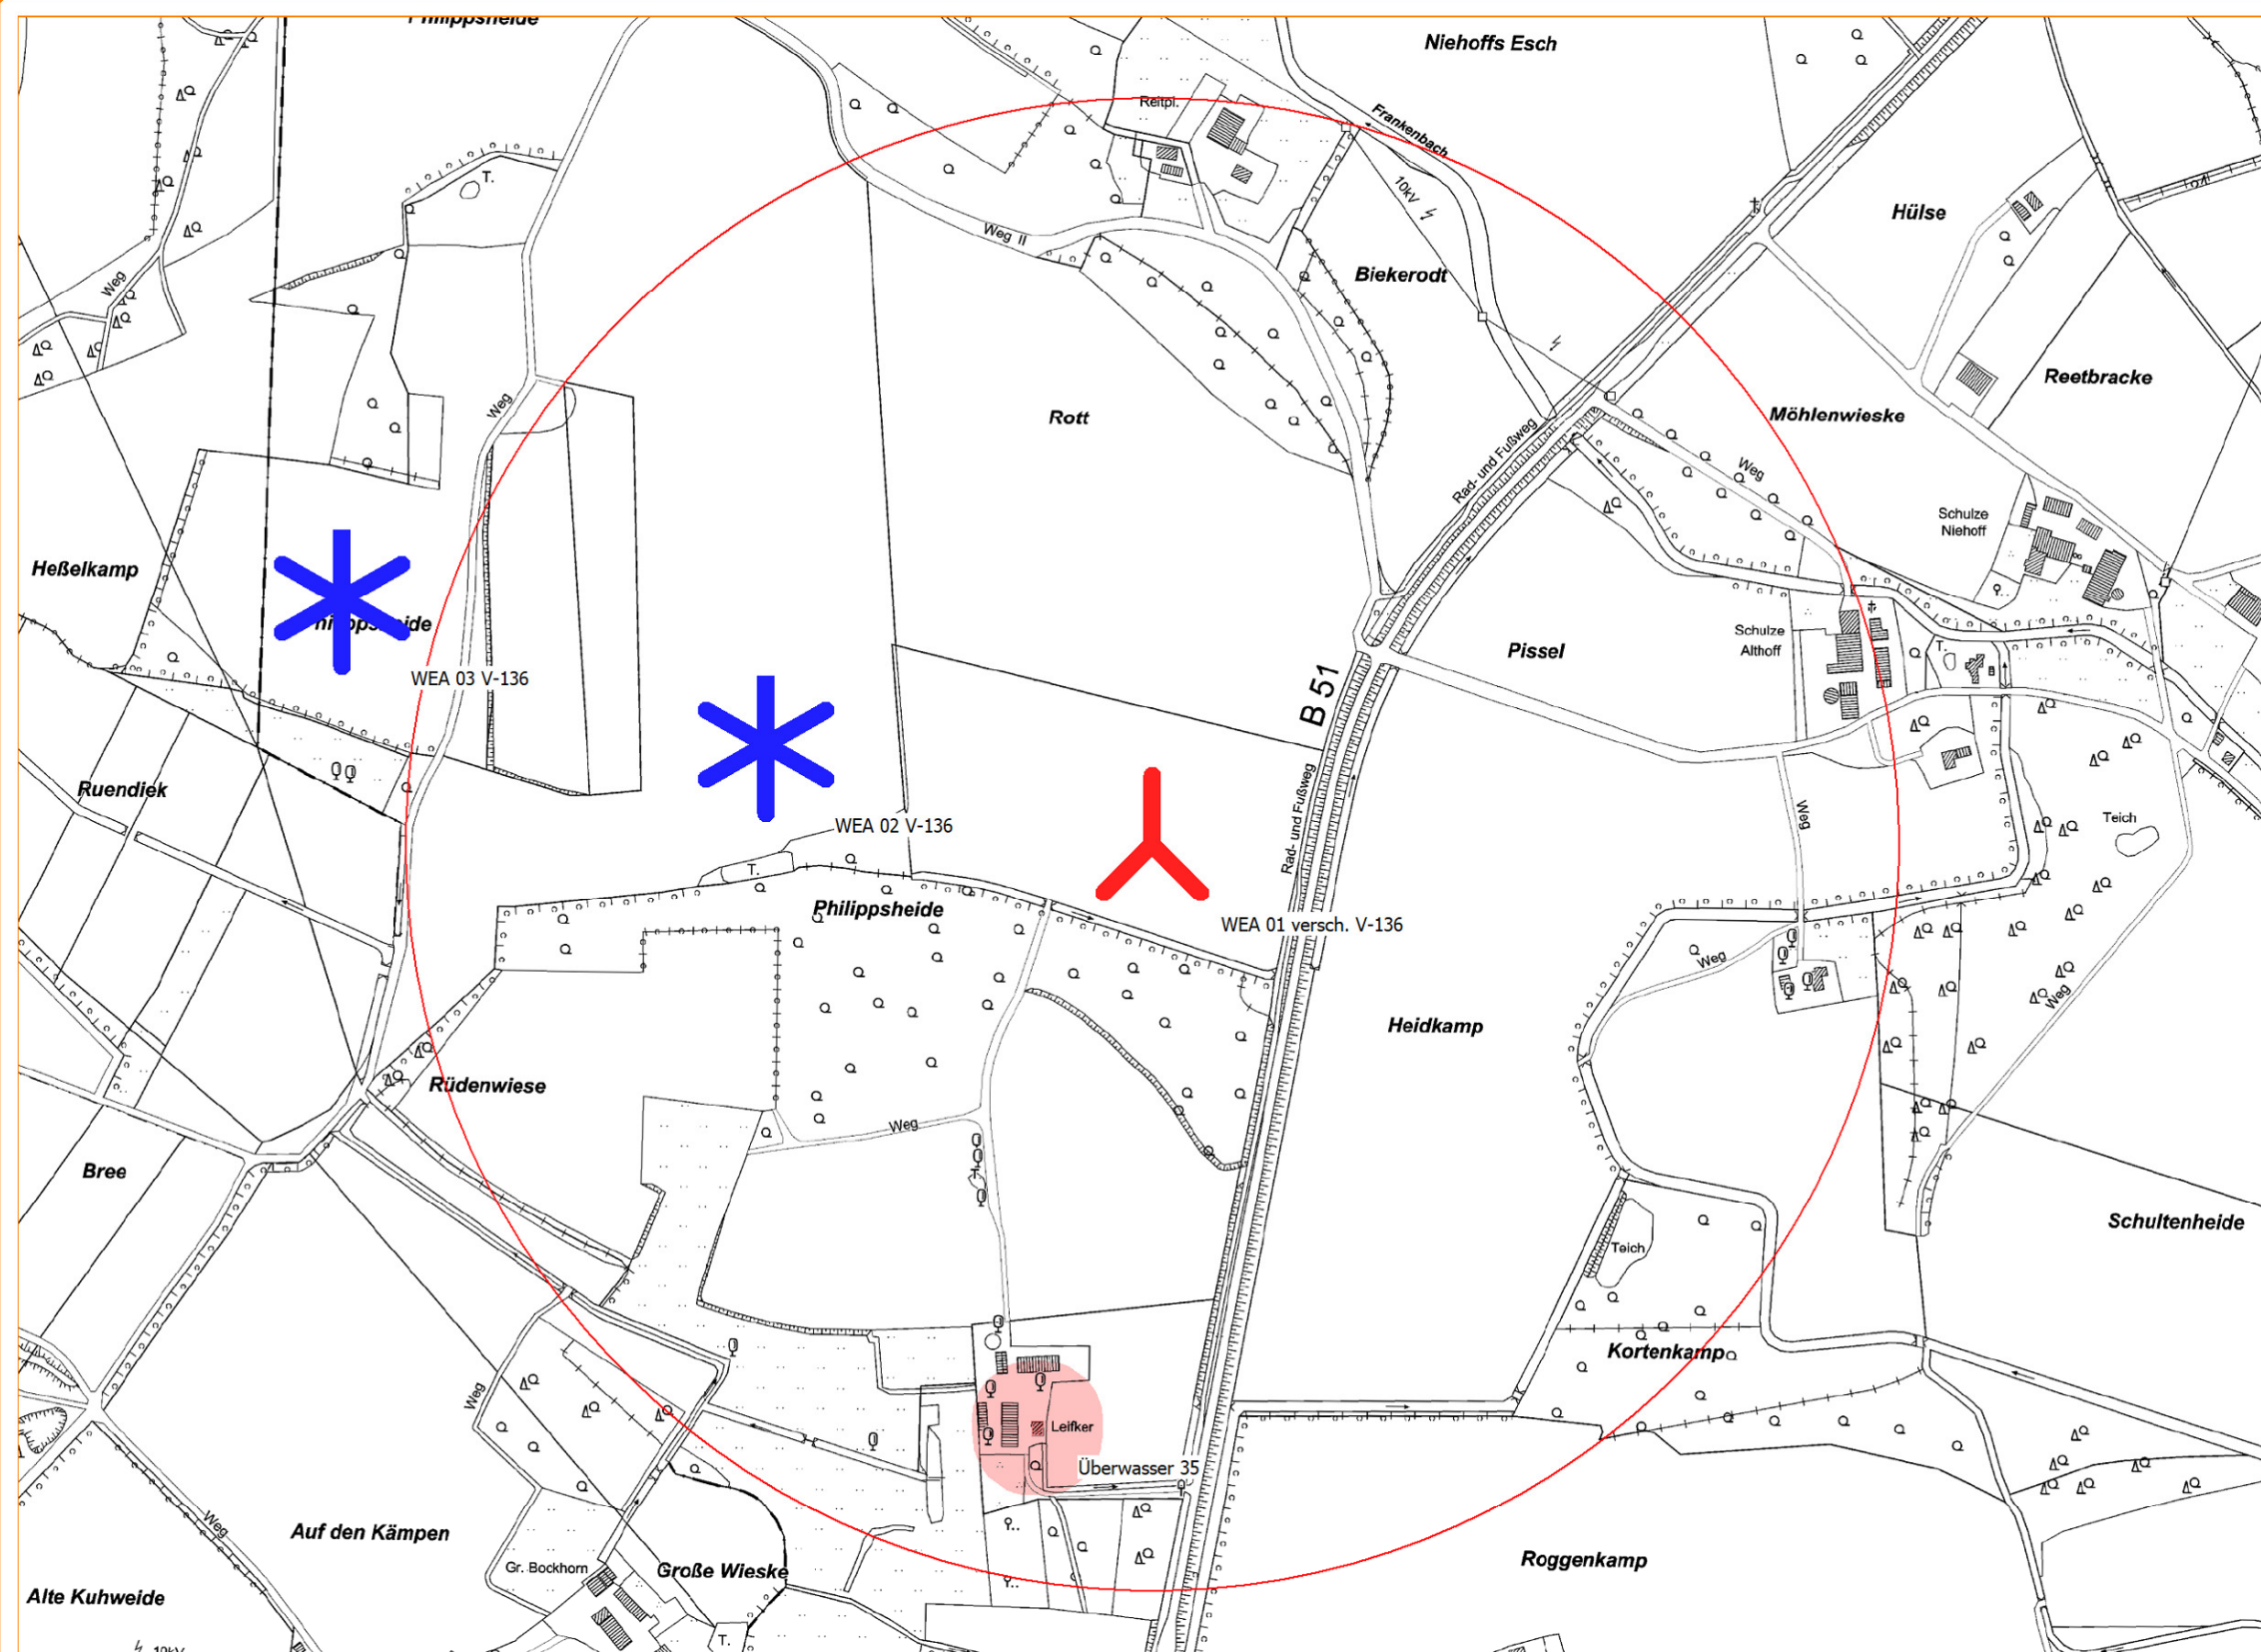 Niehoffs Esch
Reitpl.
Frankenbach
10kV
Hülse
Weg II
Biekerodt
T.
Weg
Reetbracke
Weg
Rott
Möhlenwieske
Rad- und Fußweg
Weg
Schulze
Niehoff
Heßelkamp
Schulze
Althoff
Pissel
T.
WEA 03 V-136
B 51
Ruendiek
Rad- und Fußweg
Weg
Teich
WEA 02 V-136
T.
Philippsheide
WEA 01 versch. V-136
Weg
Weg
Heidkamp
Rüdenwiese
Weg
Bree
Schultenheide
Teich
Kortenkamp
Weg
Leifker
Überwasser 35
Weg
Auf den Kämpen
Gr. Bockhorn
Große Wieske
Roggenkamp
Alte Kuhweide
T.
10kV